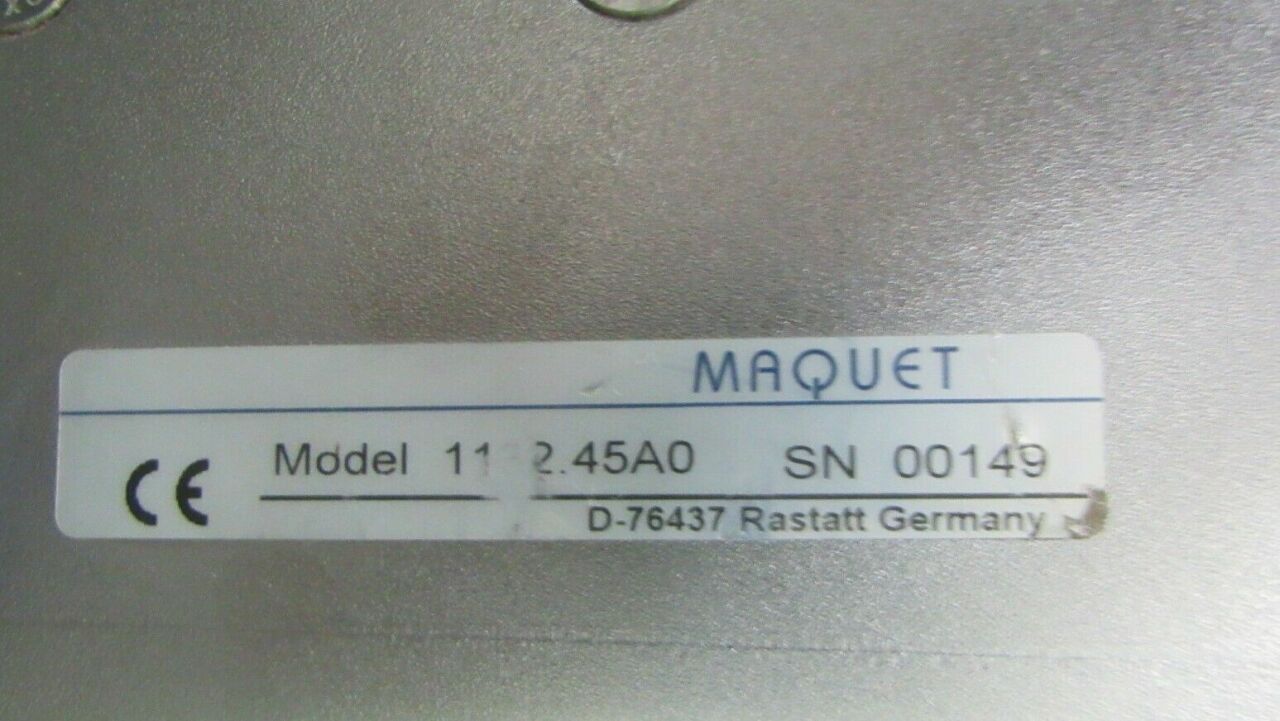 MAQUET
CE
Model SN 00149
D-76437 Rastatt Germany